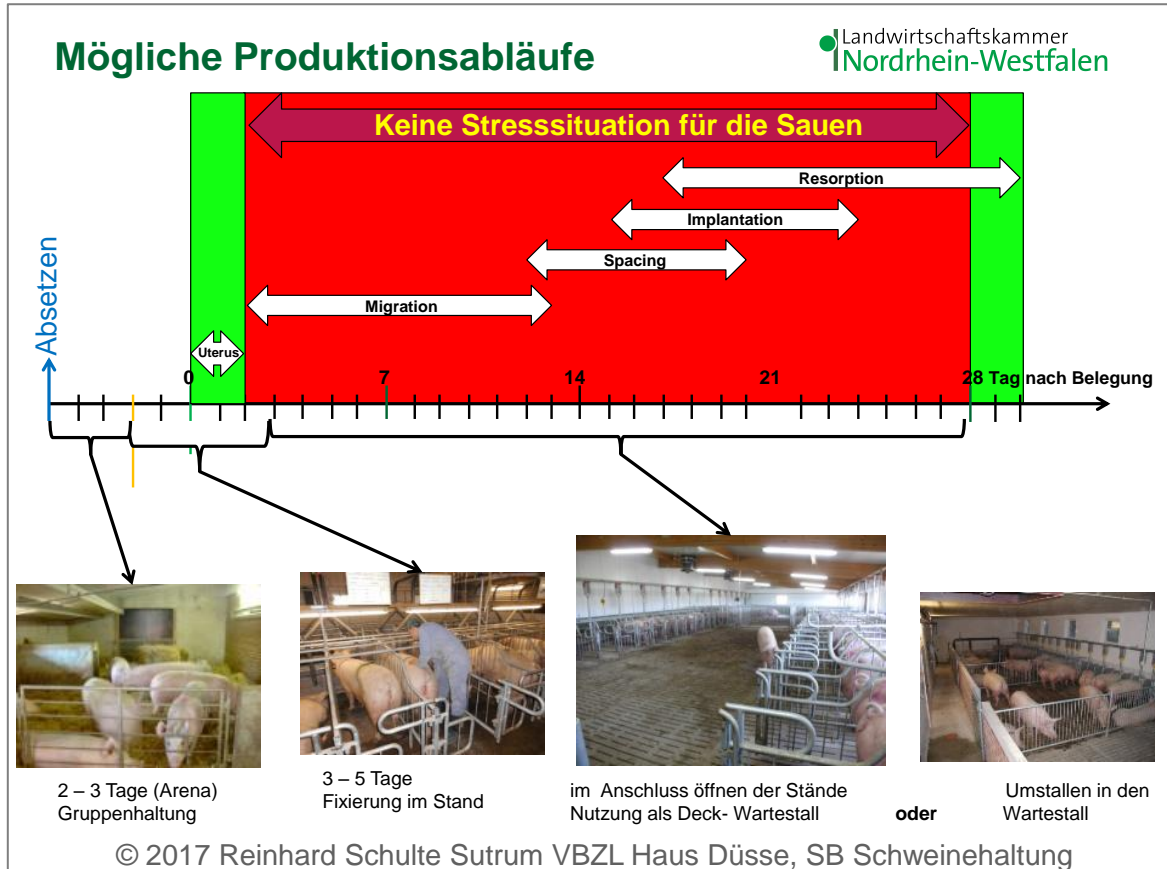 Mögliche Produktionsabläufe
Landwirtschaftskammer
Nordrhein-Westfalen
Keine Stresssituation für die Sauen
Resorption
Implantation
Spacing
Migration
Uterus
Absetzen
0 7 14 21 28 Tag nach Belegung
2 – 3 Tage (Arena)
Gruppenhaltung
3 – 5 Tage
Fixierung im Stand
im Anschluss öffnen der Stände
Nutzung als Deck- Wartestall
oder
Umstallen in den
Wartestall
© 2017 Reinhard Schulte Sutrum VBZL Haus Düsse, SB Schweinehaltung